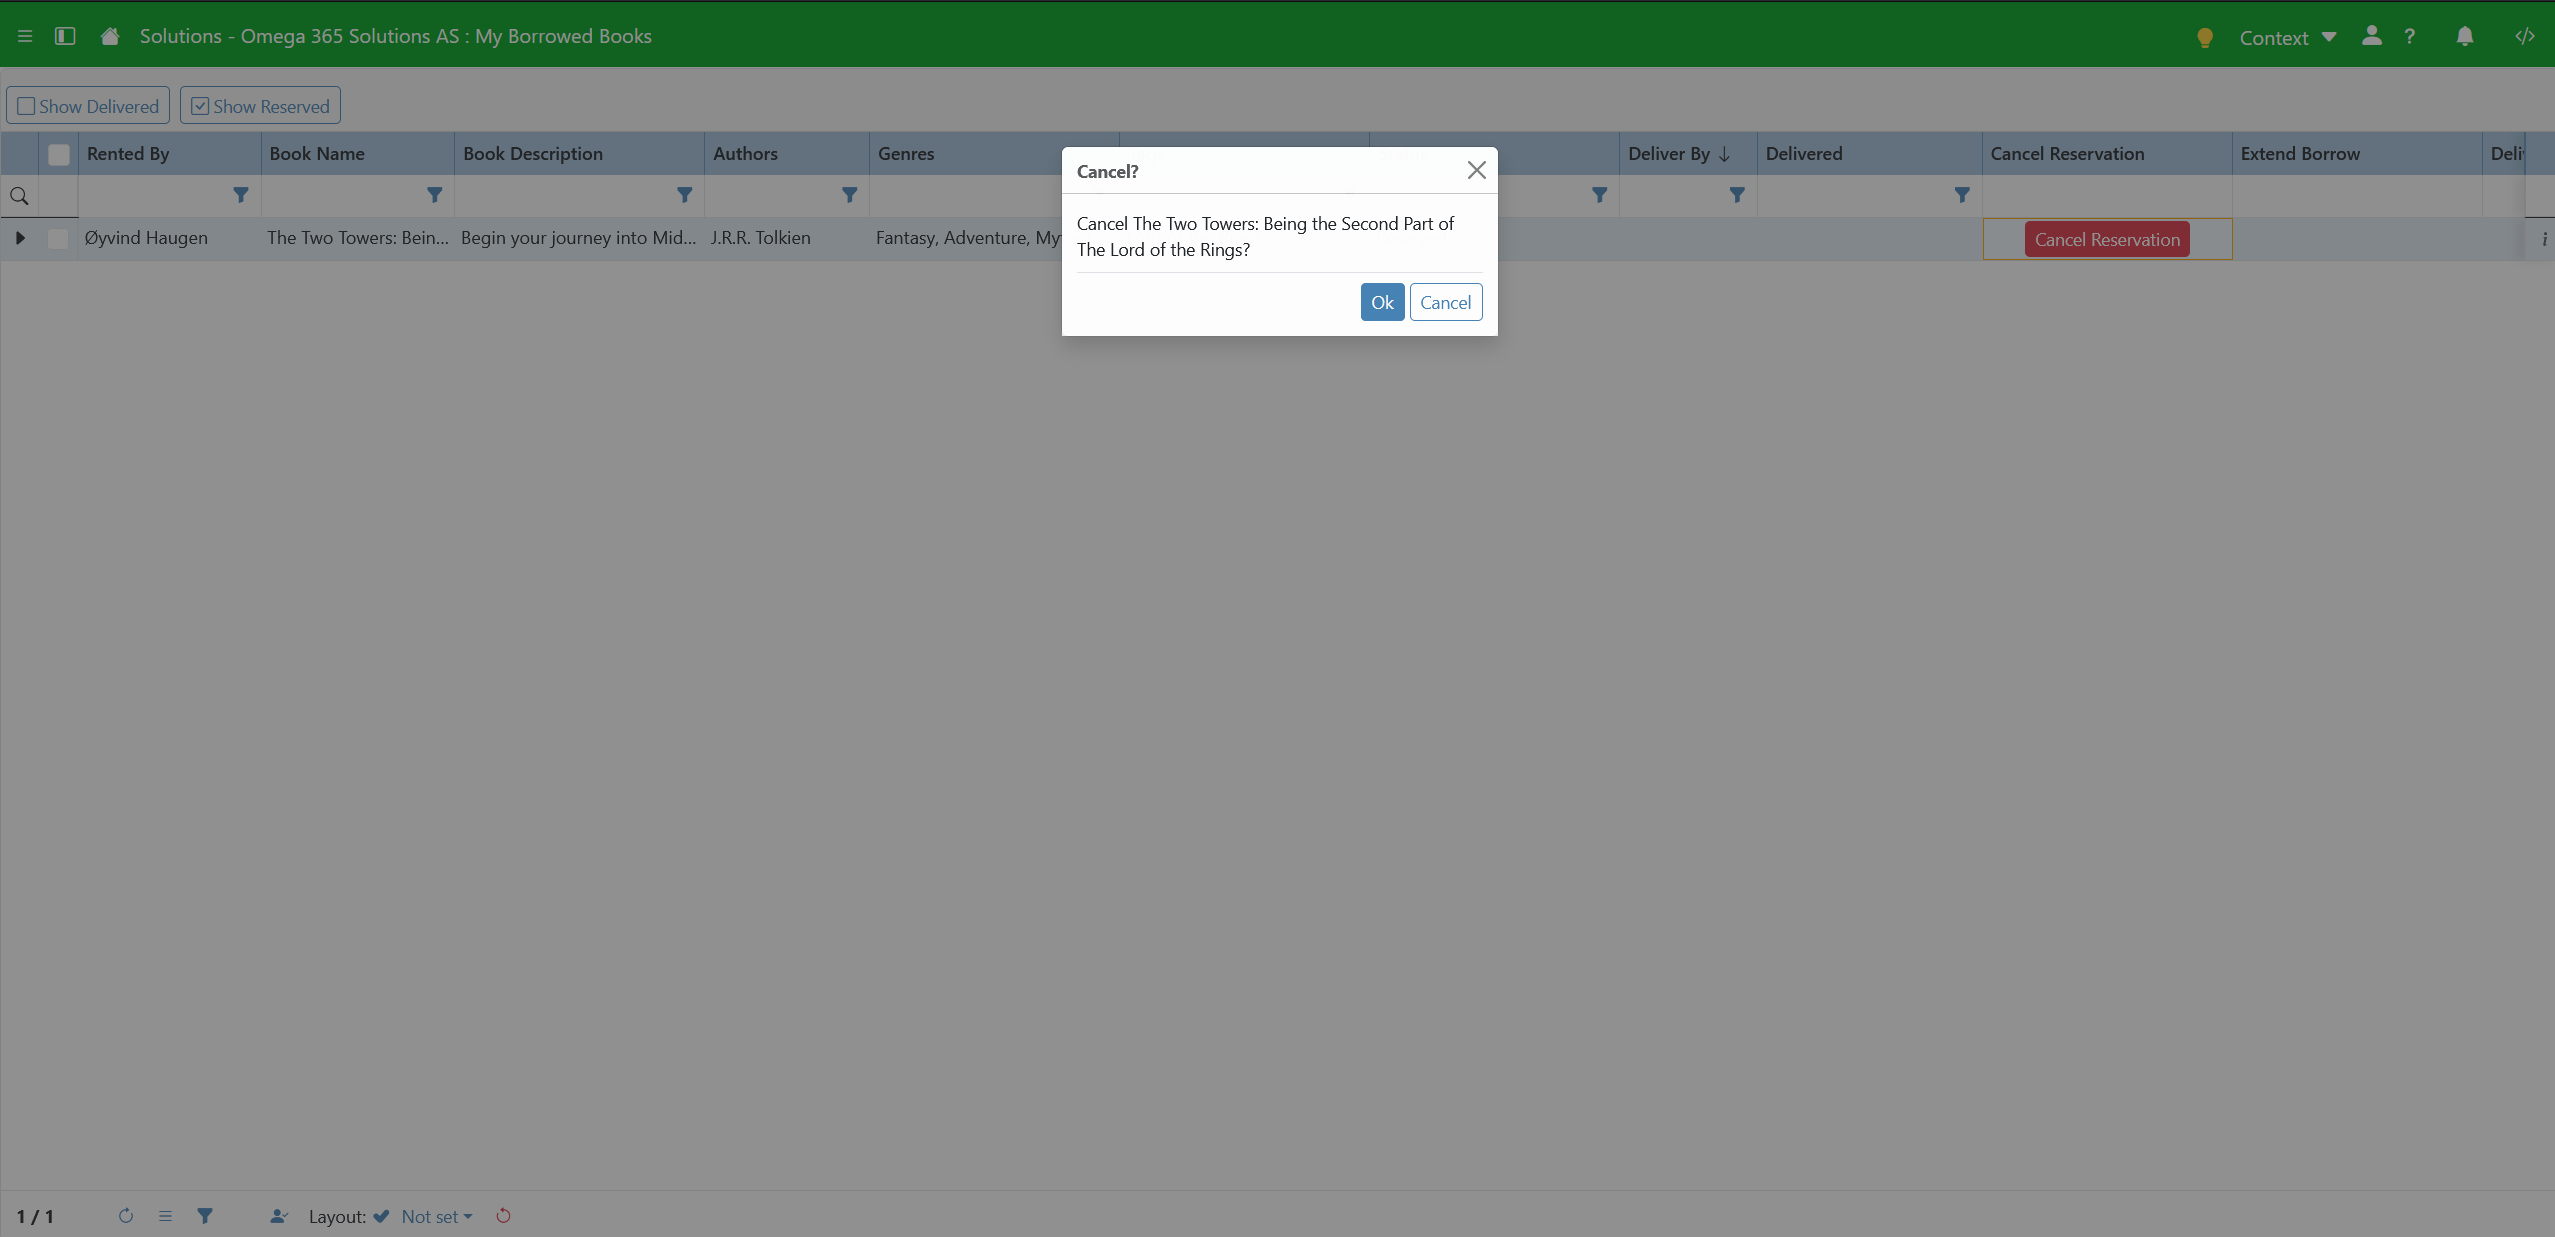 Solutions - Omega 365 Solutions AS : My Borrowed Books
Context
?
</>
Show Delivered
Show Reserved
Rented By
Book Name
Book Description
Authors
Genres
Deliver By
Delivered
Cancel Reservation
Extend Borrow
Deli
Øyvind Haugen
The Two Towers: Bein...
Begin your journey into Mid...
J.R.R. Tolkien
Fantasy, Adventure, My
Cancel Reservation
i
Cancel?
Cancel The Two Towers: Being the Second Part of
The Lord of the Rings?
Ok
Cancel
1 / 1
Layout:
Not set